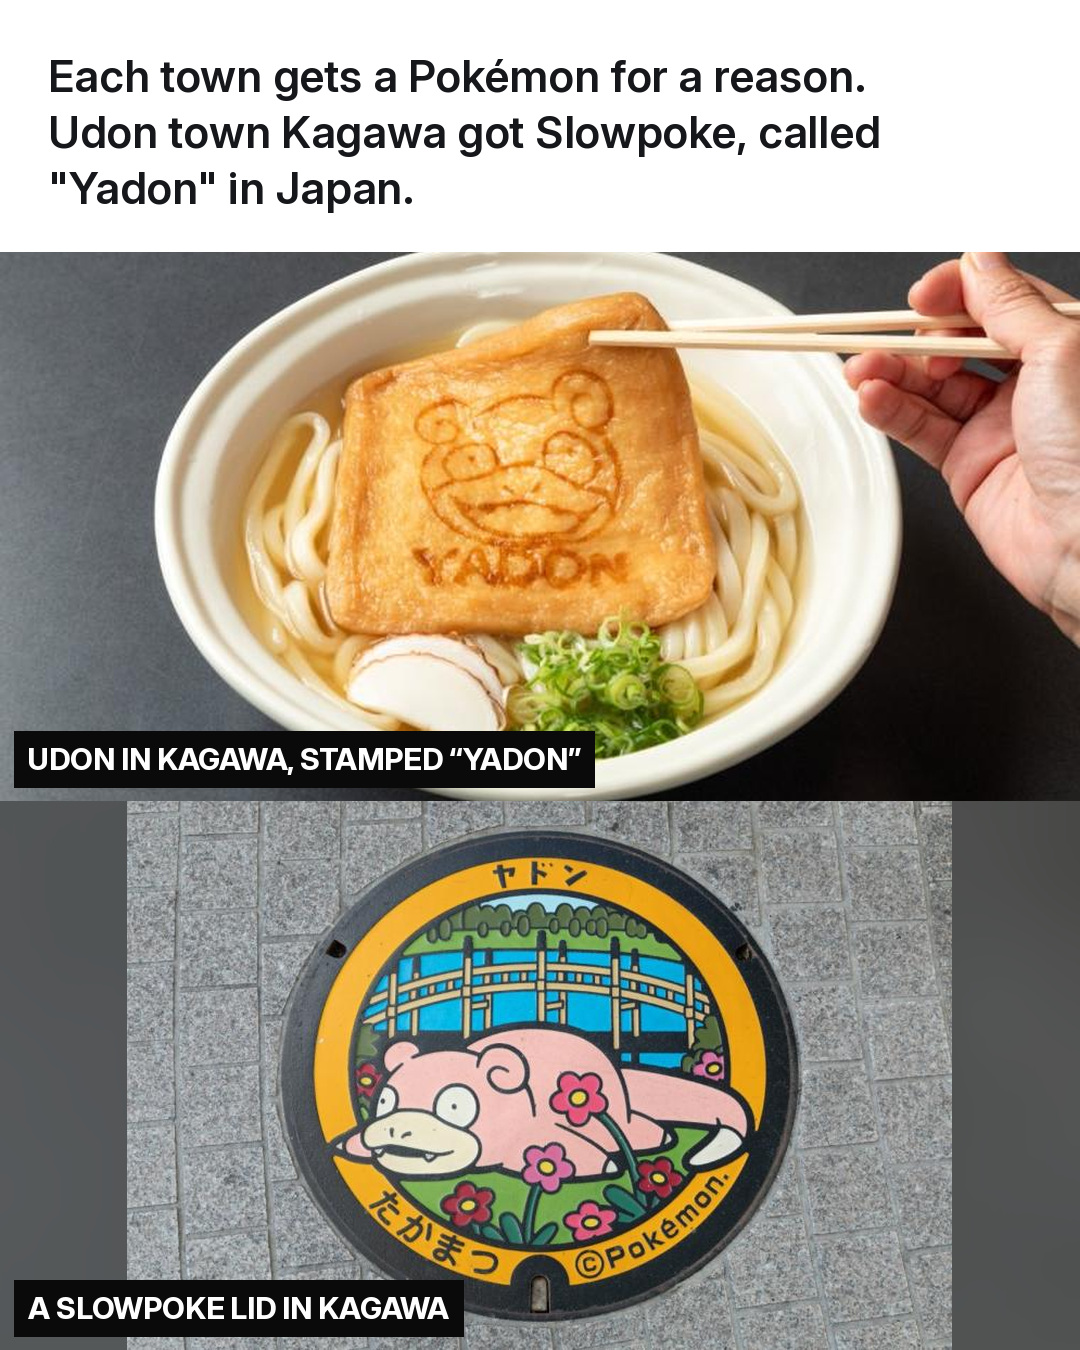 Each town gets a Pokémon for a reason.
Udon town Kagawa got Slowpoke, called
"Yadon" in Japan.
YADON
UDON IN KAGAWA, STAMPED “YADON”
ヤドン
たかまつ
©Pokémon.
A SLOWPOKE LID IN KAGAWA